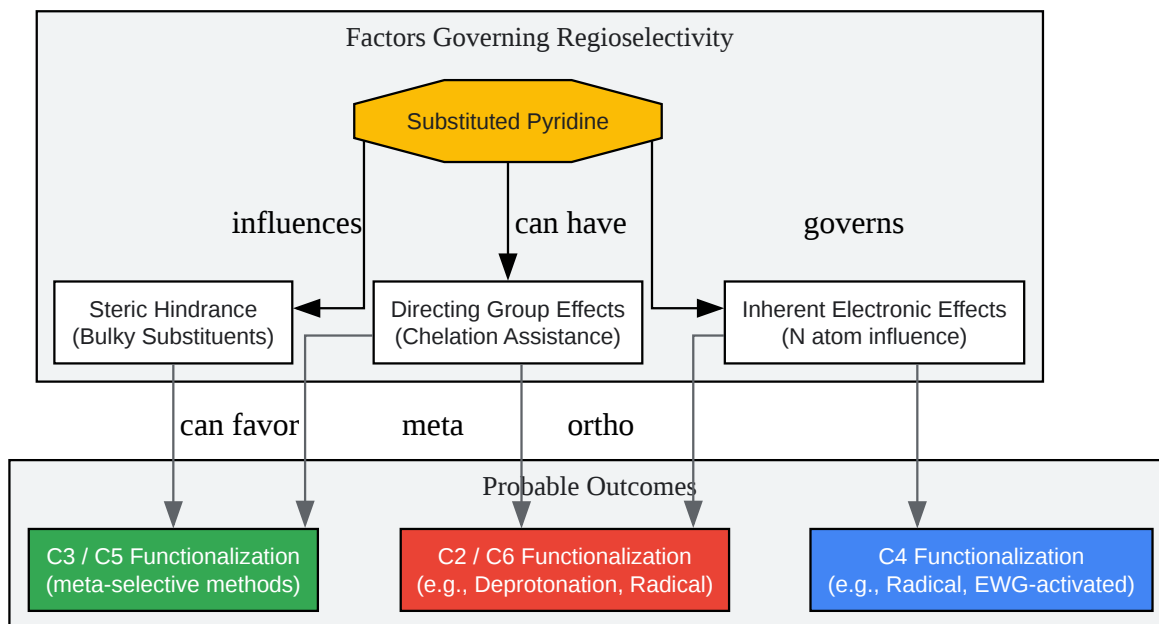 Factors Governing Regioselectivity
Substituted Pyridine
influences
can have
governs
Steric Hindrance
(Bulky Substituents)
Directing Group Effects
(Chelation Assistance)
Inherent Electronic Effects
(N atom influence)
can favor
meta
ortho
Probable Outcomes
C3 / C5 Functionalization
(meta-selective methods)
C2 / C6 Functionalization
(e.g., Deprotonation, Radical)
C4 Functionalization
(e.g., Radical, EWG-activated)